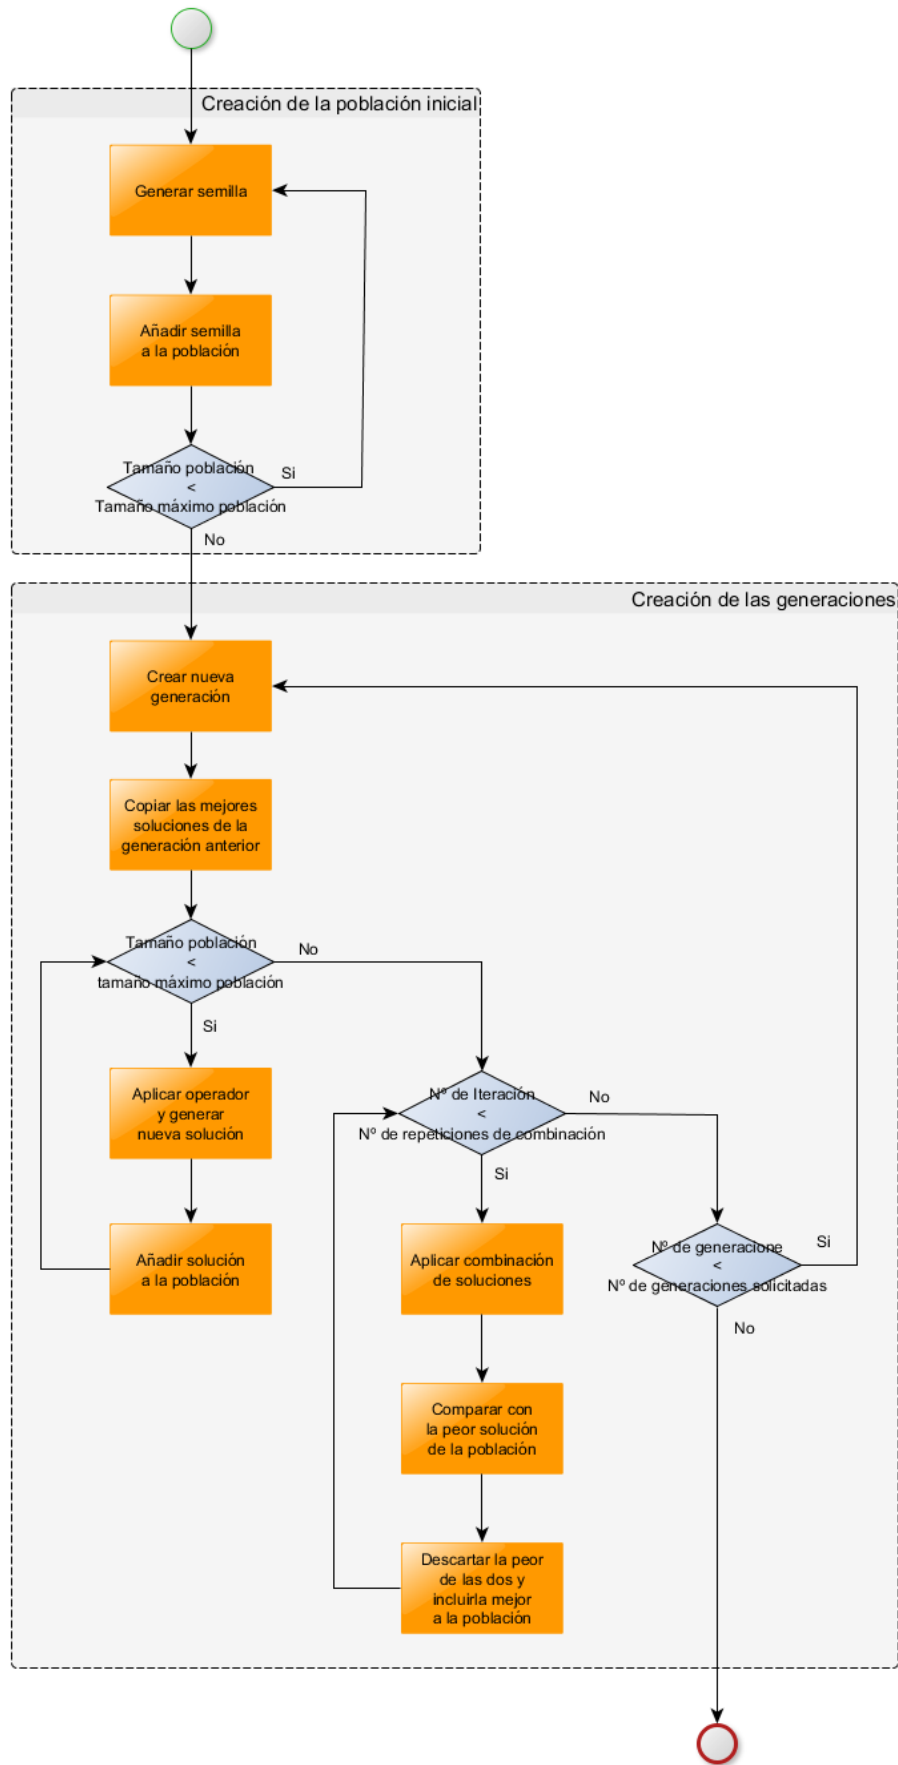 Creación de la población inicial
Generar semilla
Añadir semilla
a la población
Tamaño población
<
Tamaño máximo población
Si
No
Creación de las generaciones
Crear nueva
generación
Copiar las mejores
soluciones de la
generación anterior
Tamaño población
<
tamaño máximo población
No
Si
Aplicar operador
y generar
nueva solución
Añadir solución
a la población
Nº de Iteración
<
Nº de repeticiones de combinación
No
Si
Aplicar combinación
de soluciones
Comparar con
la peor solución
de la población
Descartar la peor
de las dos y
incluirla mejor
a la población
Nº de generacione
<
Nº de generaciones solicitadas
Si
No